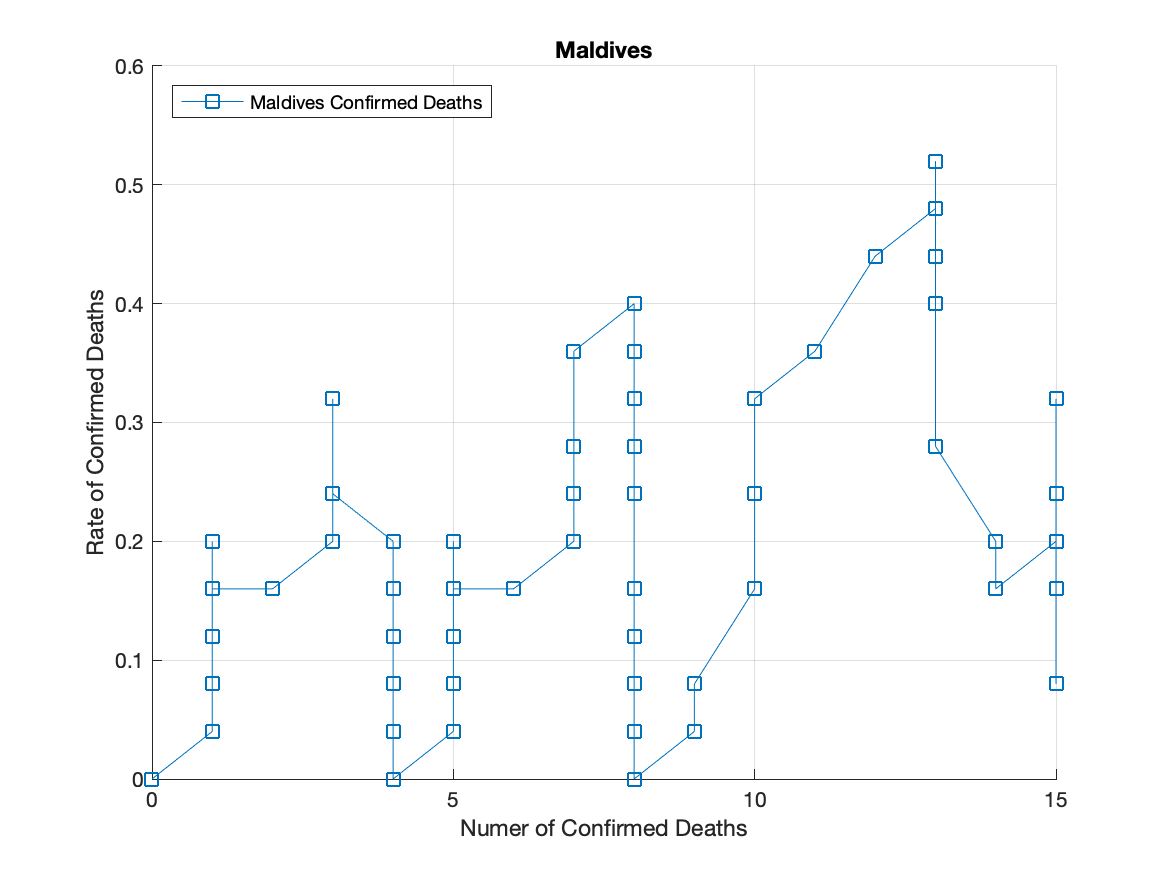 Maldives
Maldives Confirmed Deaths
0.6
0.5
0.4
0.3
0.2
0.1
0
0 5 10 15
Rate of Confirmed Deaths
Numer of Confirmed Deaths